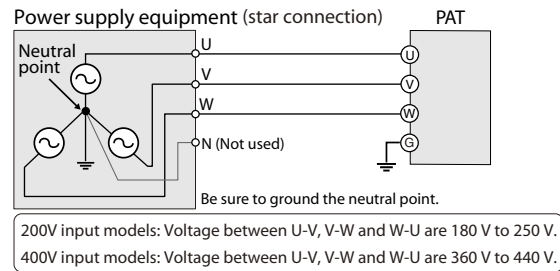 Power supply equipment (star connection)
PAT
Neutral
point
U
U
V
V
W
W
N (Not used)
G
Be sure to ground the neutral point.
200V input models: Voltage between U-V, V-W and W-U are 180 V to 250 V.
400V input models: Voltage between U-V, V-W and W-U are 360 V to 440 V.